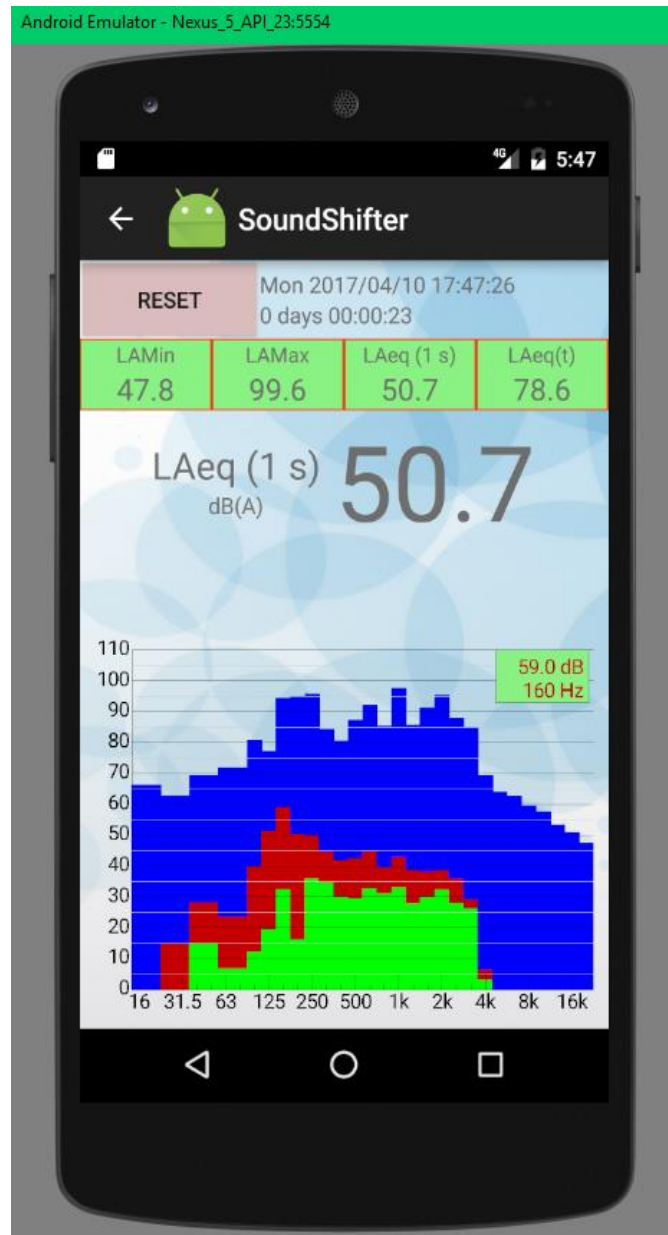 Android Emulator - Nexus_5_API_23:5554
4G 5:47
SoundShifter
RESET
Mon 2017/04/10 17:47:26
0 days 00:00:23
LAMin LAMax LAeq (1 s) LAeq(t)
47.8 99.6 50.7 78.6
LAeq (1 s) 50.7
dB(A)
110
100
90
80
70
60
50
40
30
20
10
0
59.0 dB
160 Hz
16 31.5 63 125 250 500 1k 2k 4k 8k 16k